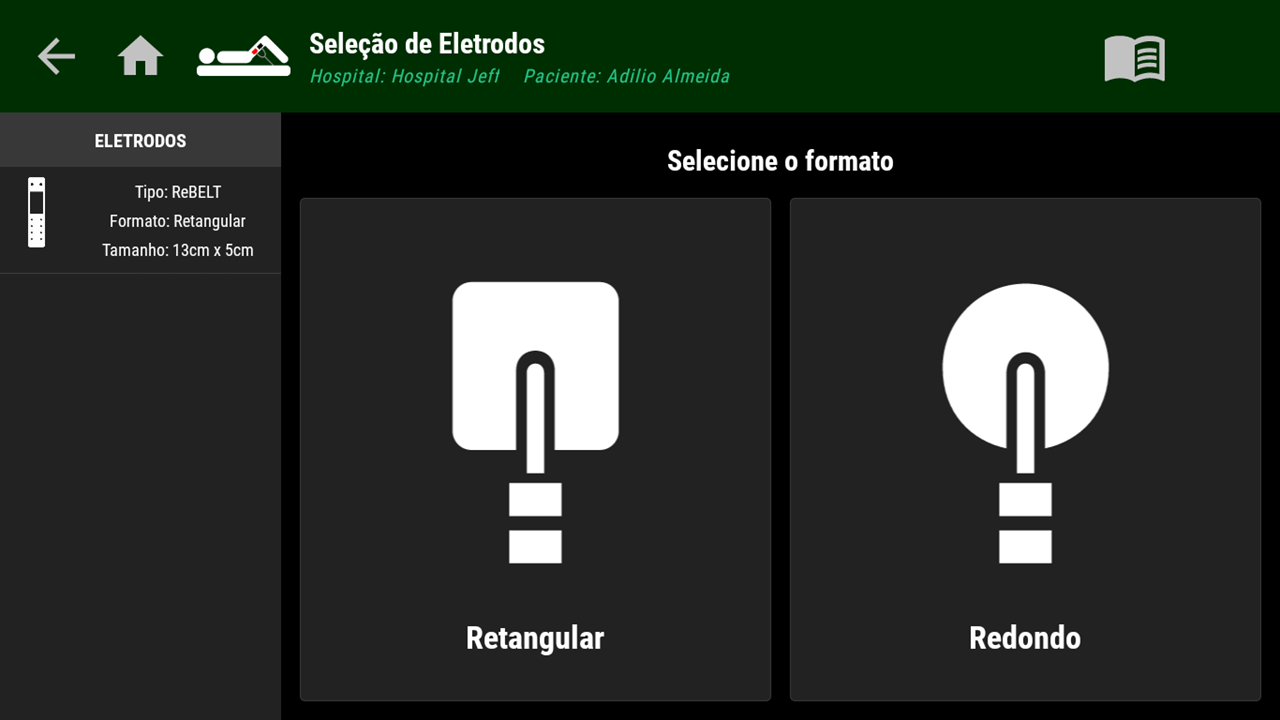 Seleção de Eletrodos
Hospital: Hospital Jeft Paciente: Adilio Almeida
ELETRODOS
Tipo: ReBELT
Formato: Retangular
Tamanho: 13cm x 5cm
Selecione o formato
Retangular
Redondo